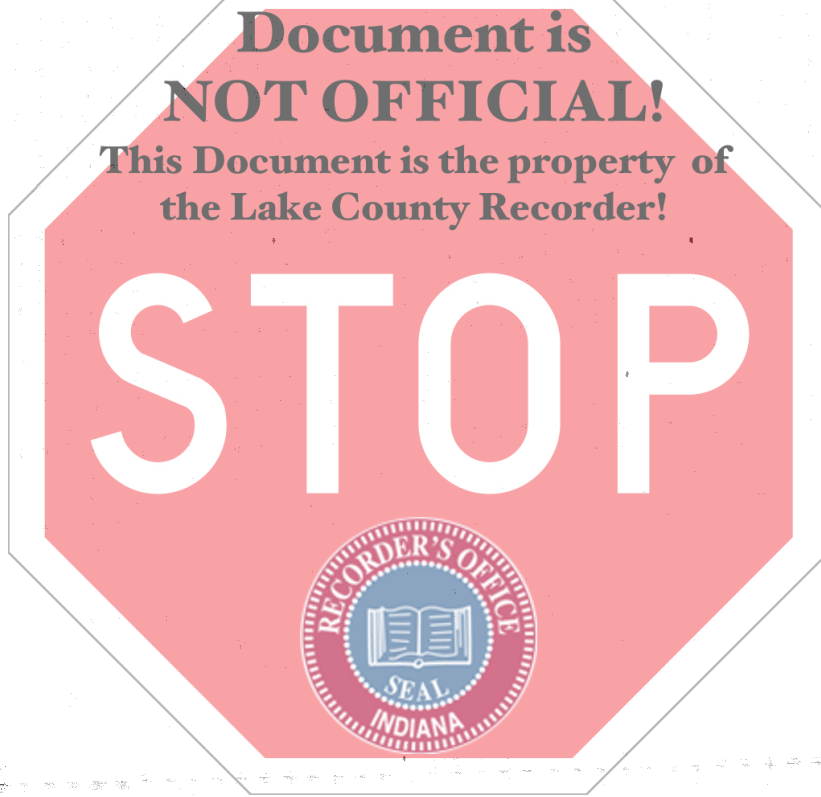 Document is
NOT OFFICIAL!
This Document is the property of
the Lake County Recorder!
STOP
RECORDER'S OFFICE
SEAL
INDIANA